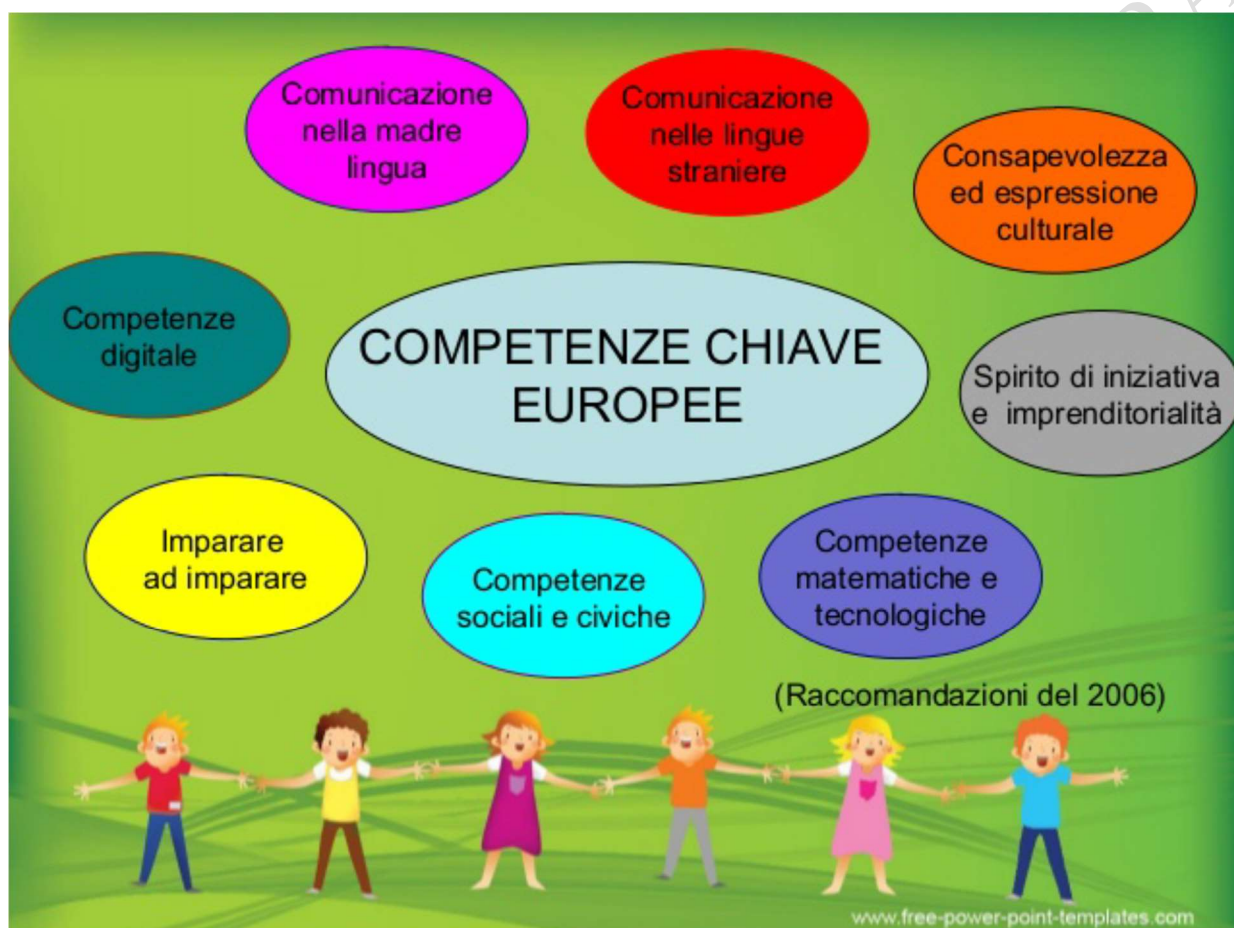 Comunicazione
nella madre
lingua
Comunicazione
nelle lingue
straniere
Consapevolezza
ed espressione
culturale
Competenze
digitale
COMPETENZE CHIAVE
EUROPEE
Spirito di iniziativa
e imprenditorialità
Imparare
ad imparare
Competenze
sociali e civiche
Competenze
matematiche e
tecnologiche
(Raccomandazioni del 2006)
www.free-power-point-templates.com